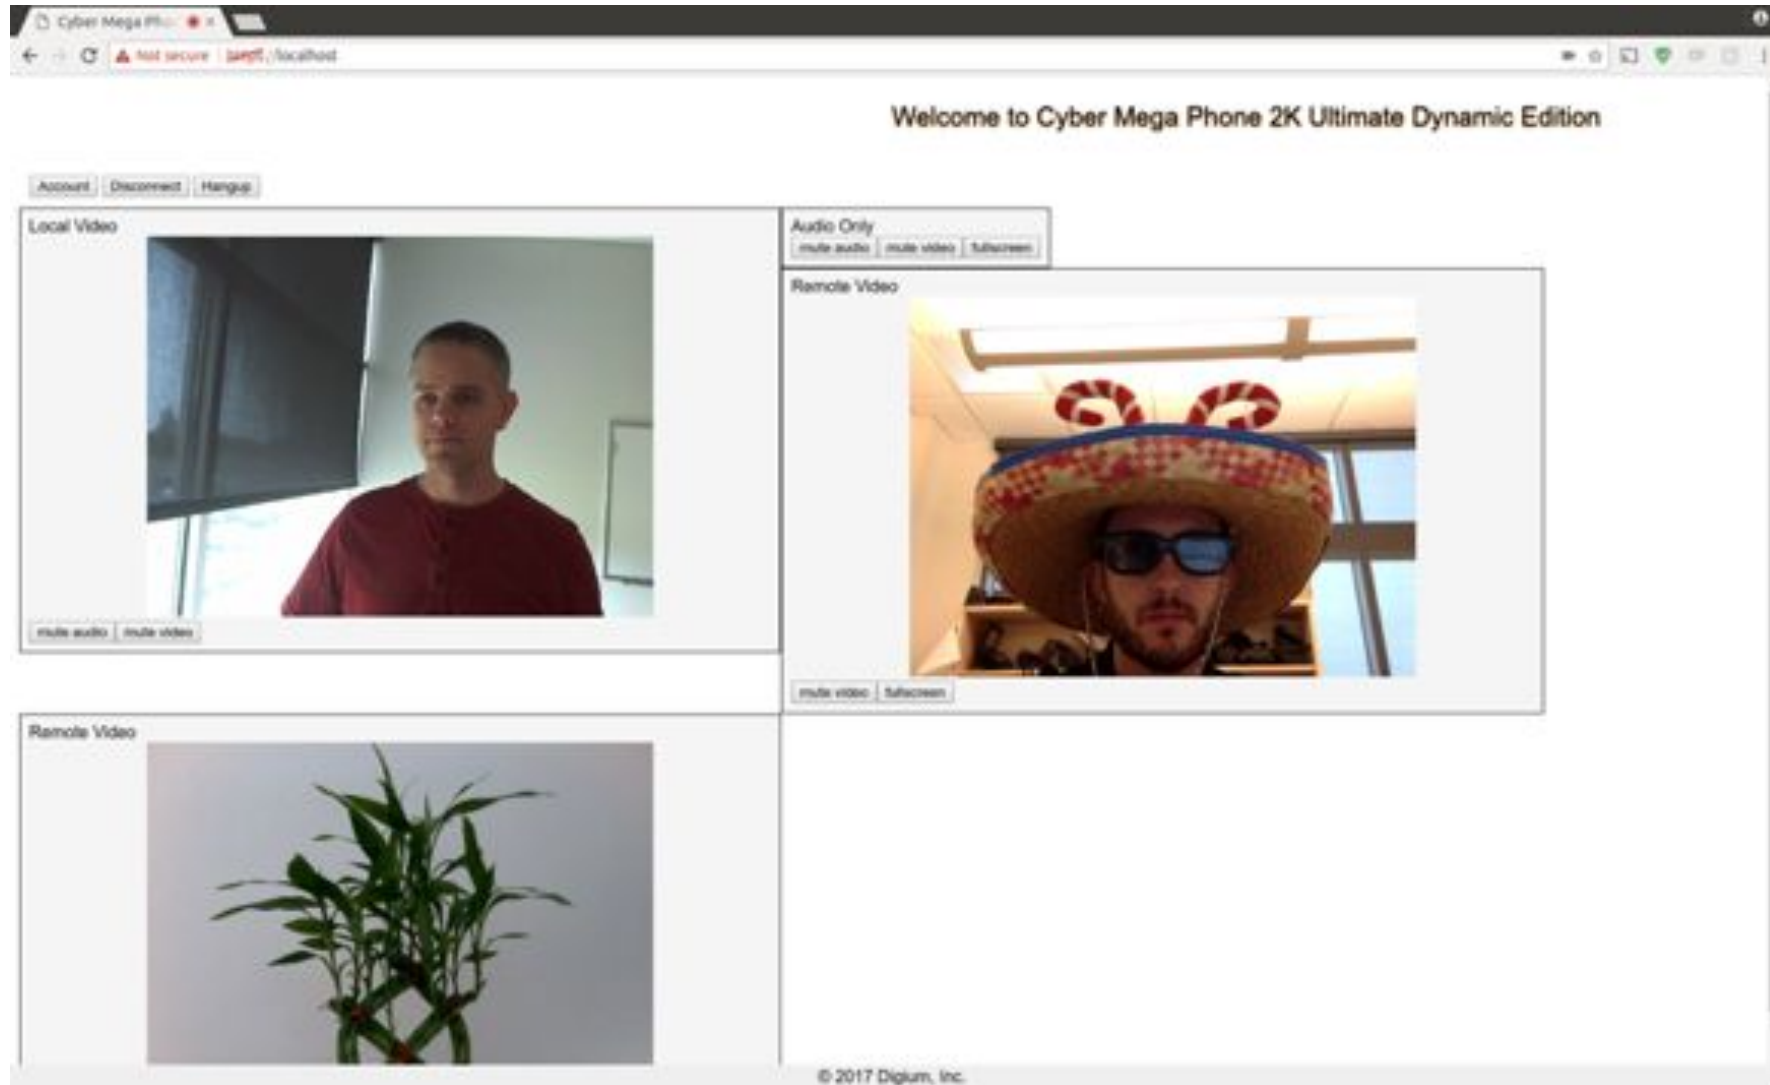 Cyber Mega Pho
Not secure | https://localhost
Welcome to Cyber Mega Phone 2K Ultimate Dynamic Edition
Account Disconnect Hangup
Local Video
mute audio mute video
Audio Only
mute audio mute video fullscreen
Remote Video
mute video fullscreen
Remote Video
© 2017 Digium, Inc.